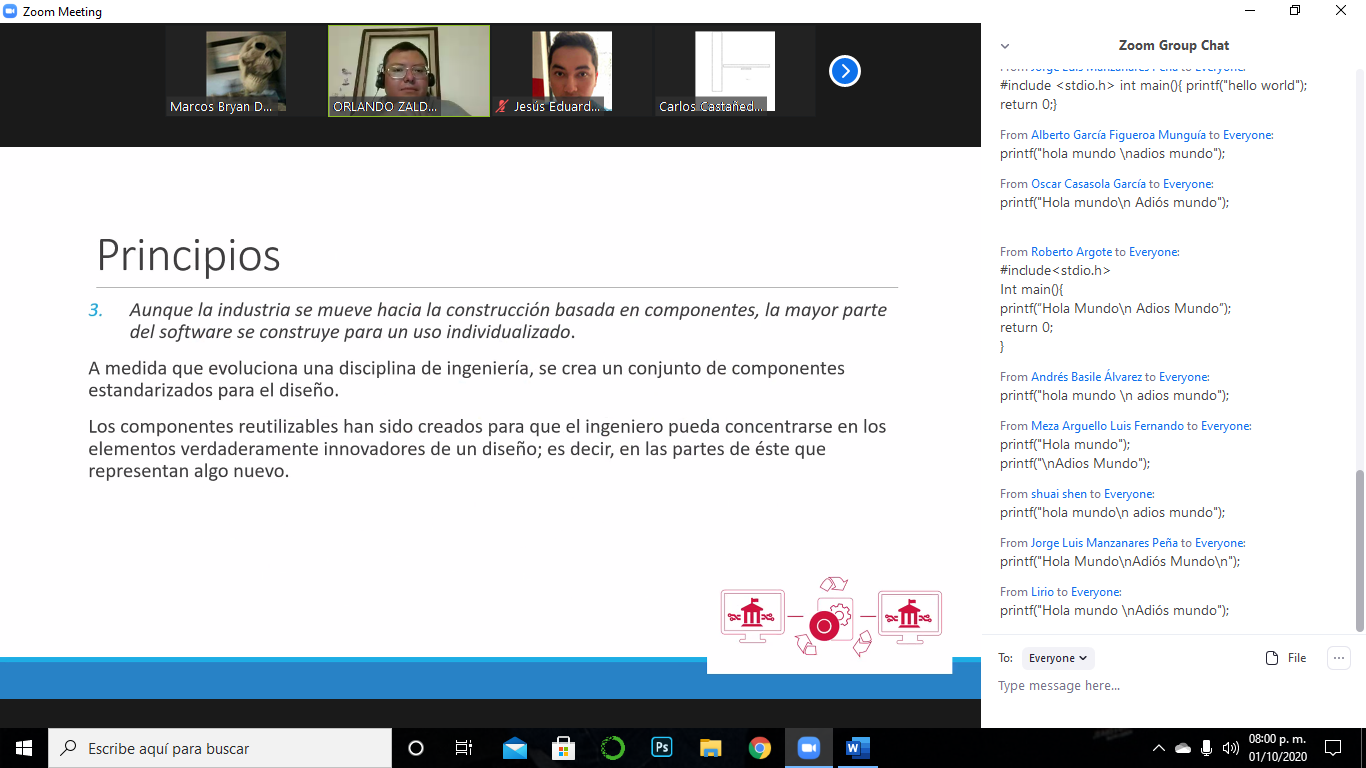 Zoom Meeting
Marcos Bryan D...
ORLANDO ZALD...
Jesús Eduard...
Carlos Castañed...
Principios
3. Aunque la industria se mueve hacia la construcción basada en componentes, la mayor parte
del software se construye para un uso individualizado.
A medida que evoluciona una disciplina de ingeniería, se crea un conjunto de componentes
estandarizados para el diseño.
Los componentes reutilizables han sido creados para que el ingeniero pueda concentrarse en los
elementos verdaderamente innovadores de un diseño; es decir, en las partes de éste que
representan algo nuevo.
Zoom Group Chat
From Jorge Luis Manzanares Peña to Everyone:
#include <stdio.h> int main(){ printf("hello world");
return 0;}
From Alberto García Figueroa Munguía to Everyone:
printf("hola mundo \nadios mundo");
From Oscar Casasola García to Everyone:
printf("Hola mundo\n Adiós mundo");
From Roberto Argote to Everyone:
#include<stdio.h>
Int main(){
printf(“Hola Mundo\n Adios Mundo”);
return 0;
}
From Andrés Basile Álvarez to Everyone:
printf("hola mundo \n adios mundo");
From Meza Arguello Luis Fernando to Everyone:
printf("Hola mundo");
printf("\nAdios Mundo");
From shuai shen to Everyone:
printf("hola mundo\n adios mundo");
From Jorge Luis Manzanares Peña to Everyone:
printf("Hola Mundo\nAdiós Mundo\n");
From Lirio to Everyone:
printf("Hola mundo \nAdiós mundo");
To: Everyone File
Type message here...
Escribe aquí para buscar
Ps
W
08:00 p. m.
01/10/2020